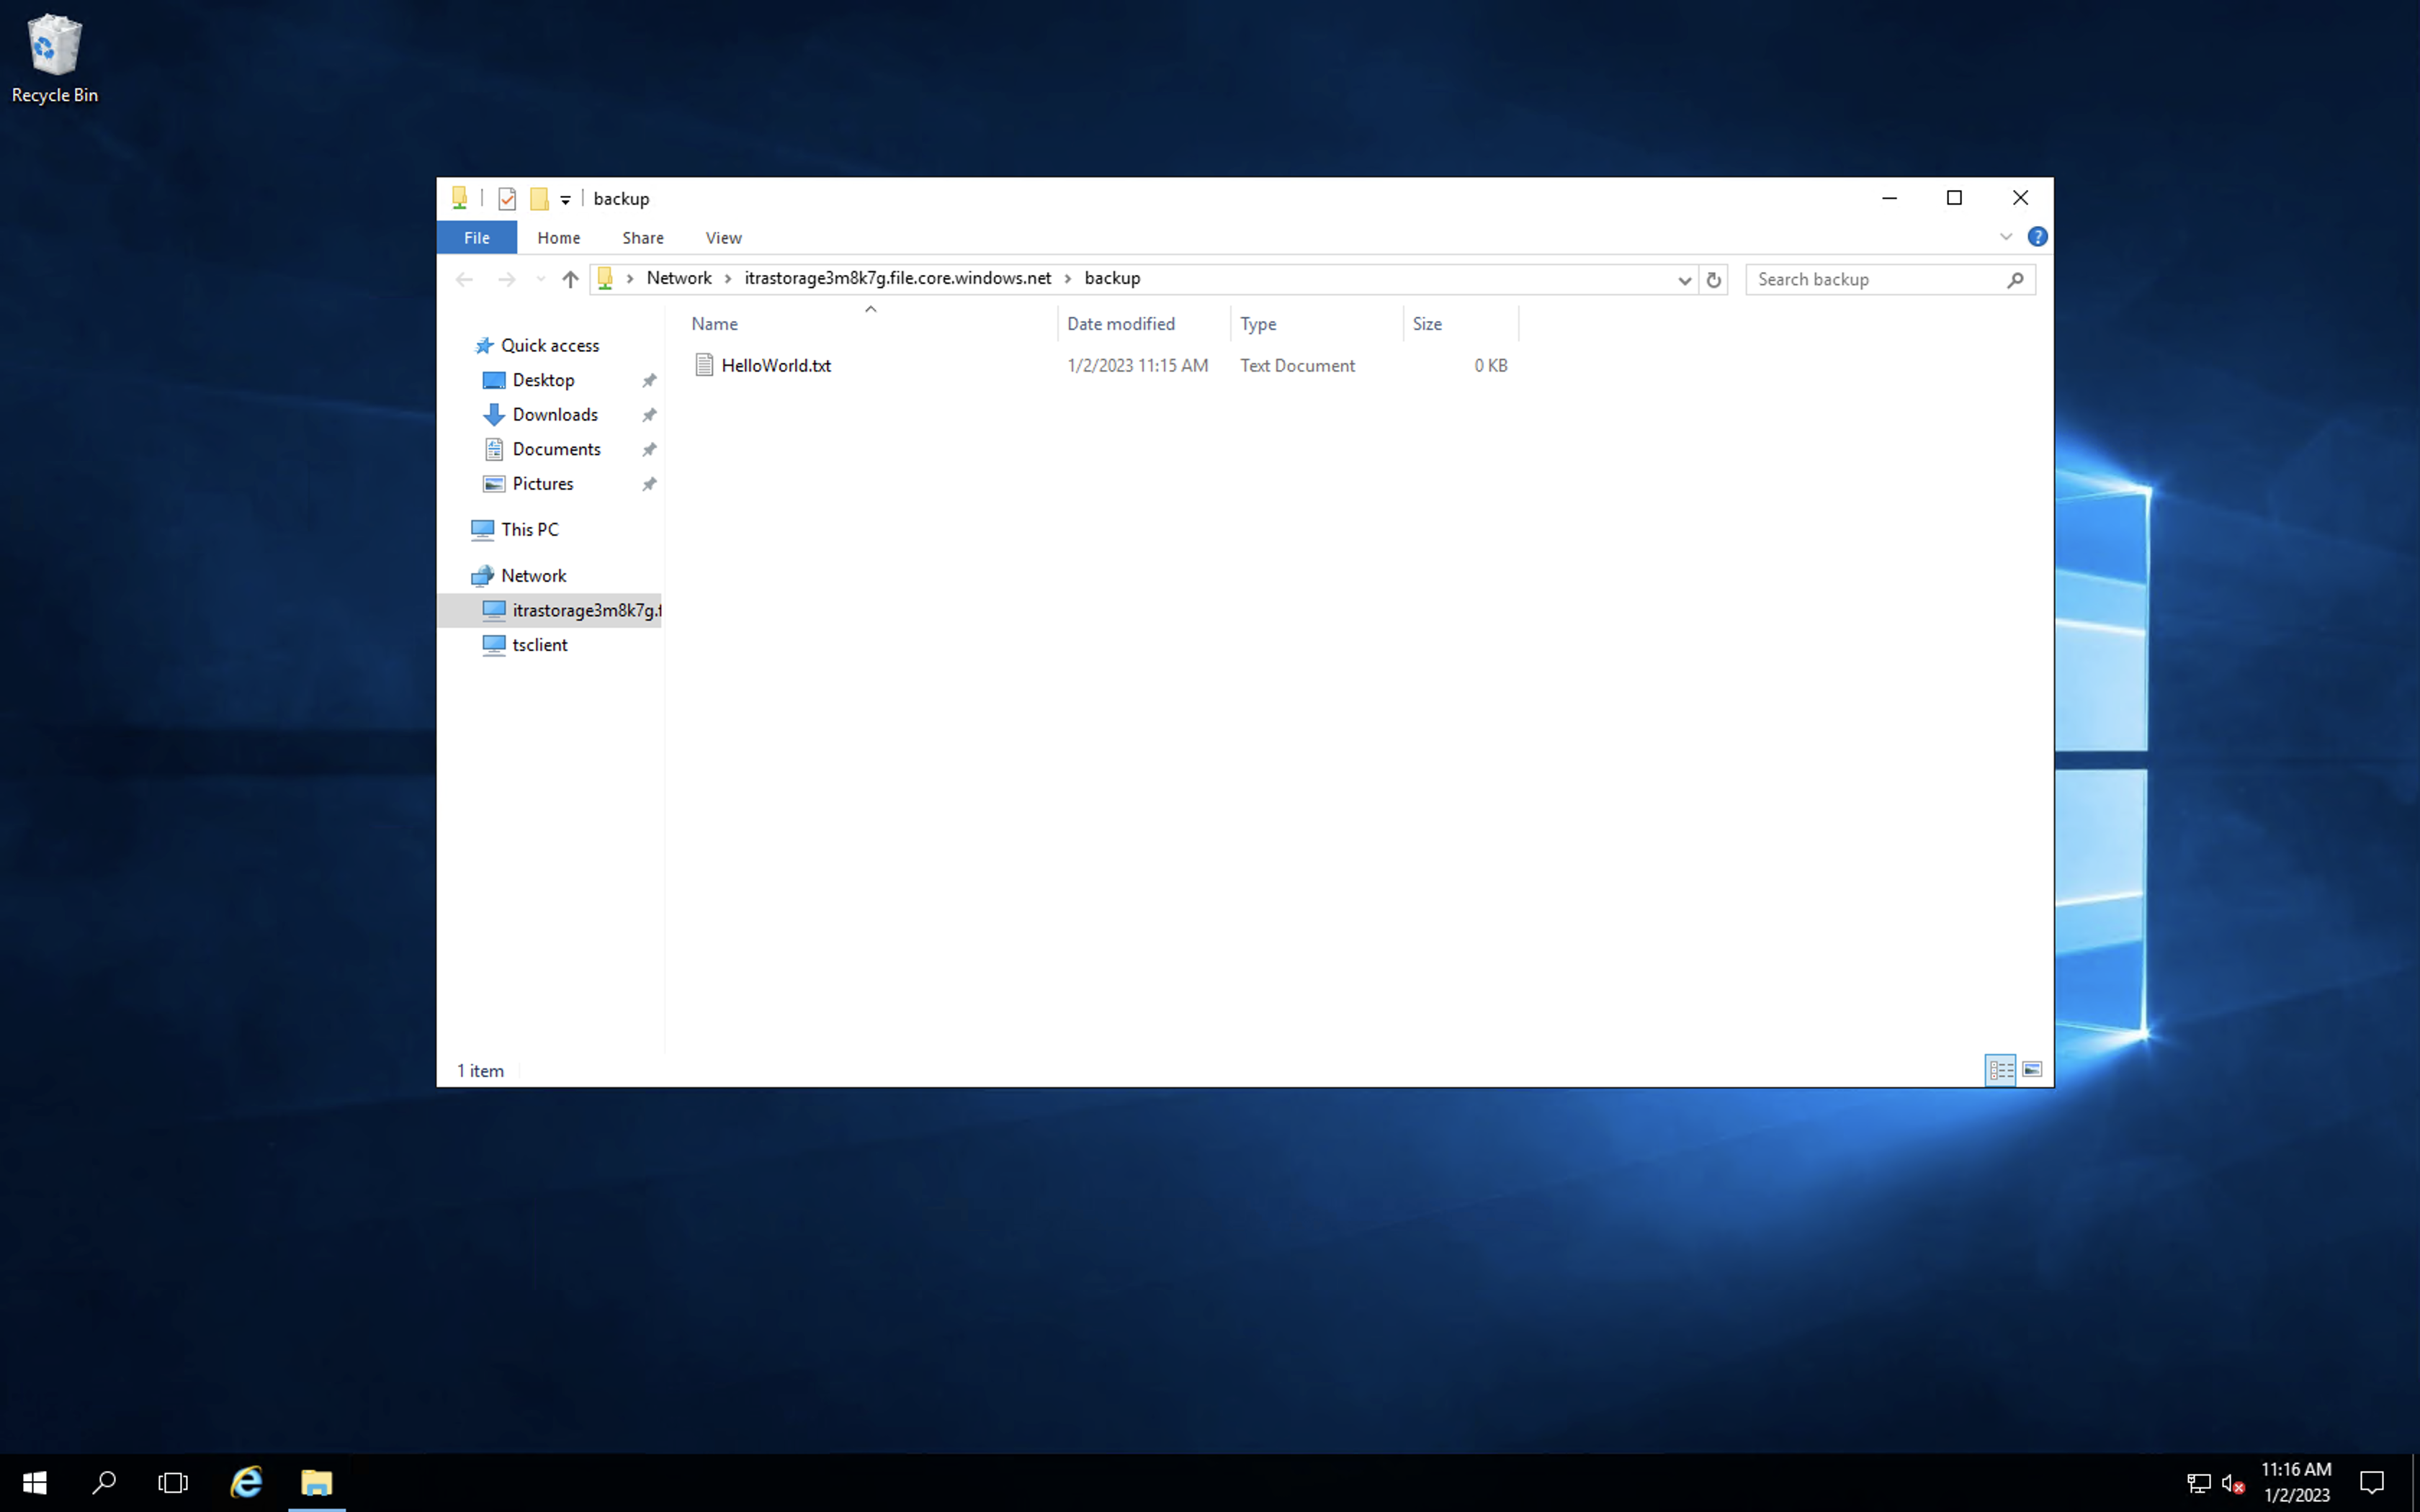 Recycle Bin
backup
File Home Share View
Network itrastorage3m8k7g.file.core.windows.net backup
Search backup
Name Date modified Type Size
HelloWorld.txt 1/2/2023 11:15 AM Text Document 0 KB
Quick access
Desktop
Downloads
Documents
Pictures
This PC
Network
itrastorage3m8k7g.f
tsclient
1 item
11:16 AM
1/2/2023